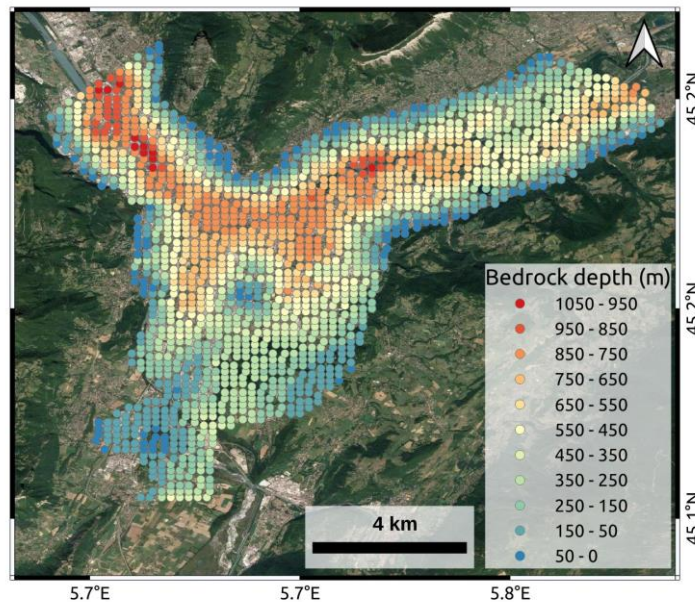 45.2°N
Bedrock depth (m)
1050 - 950
950 - 850
850 - 750
750 - 650
650 - 550
550 - 450
450 - 350
350 - 250
250 - 150
150 - 50
50 - 0
45.2°N
4 km
45.1°N
5.7°E
5.7°E
5.8°E